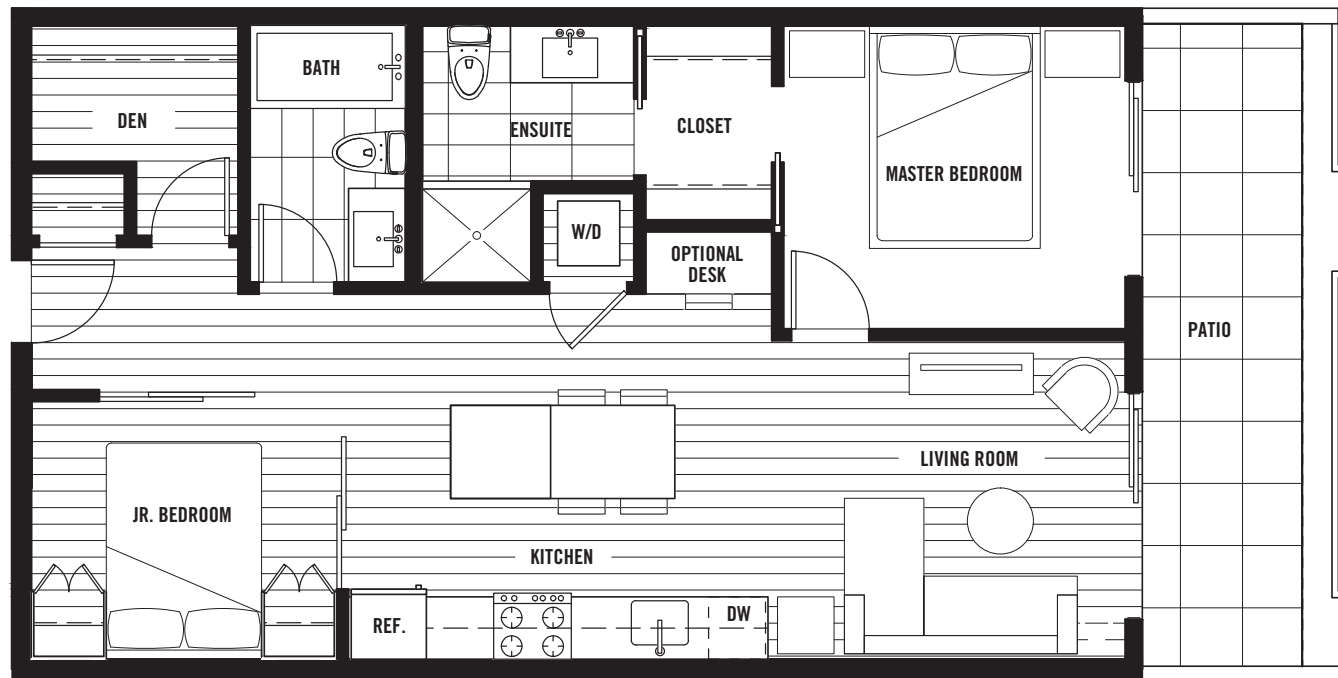 BATH
DEN
ENSUITE
CLOSET
MASTER BEDROOM
W/D
OPTIONAL
DESK
PATIO
LIVING ROOM
JR. BEDROOM
KITCHEN
REF.
DW